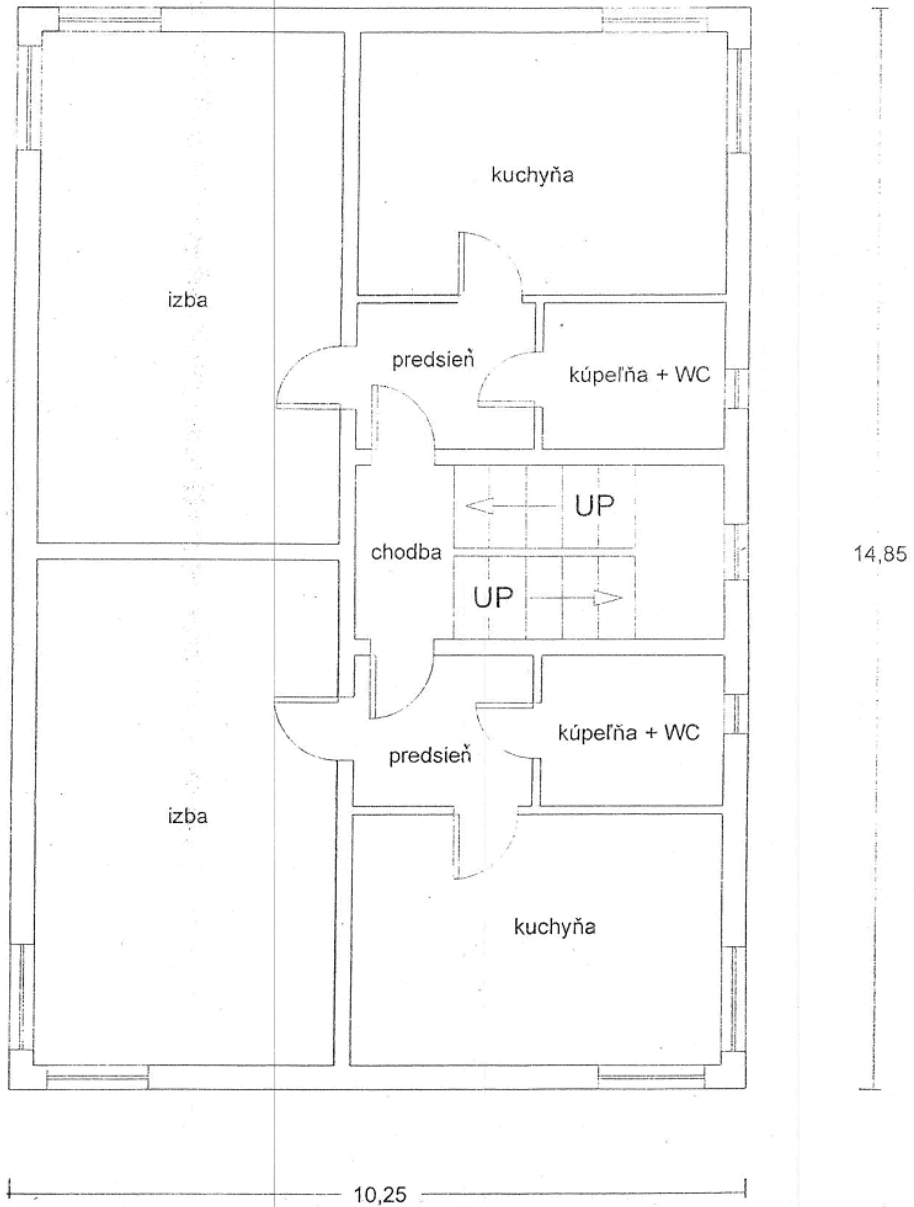 kuchyňa
izba
predsieň
kúpeľňa + WC
UP
chodba
UP
14,85
predsieň
kúpeľňa + WC
izba
kuchyňa
10,25